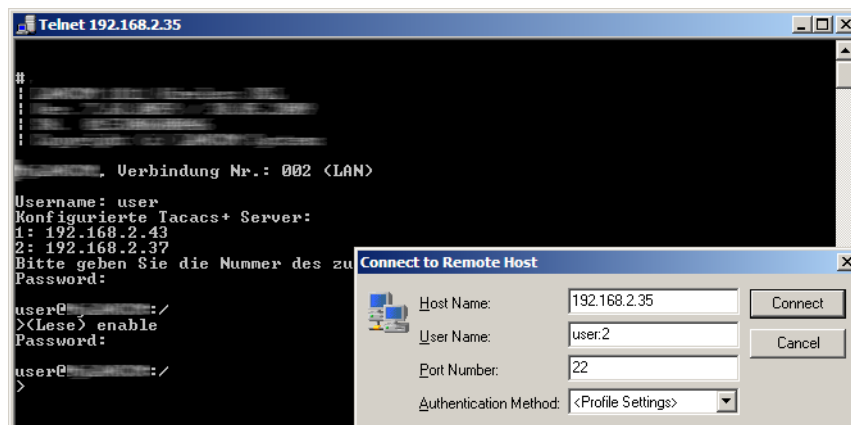 Telnet 192.168.2.35
#
, Verbindung Nr.: 002 (LAN)
Username: user
Konfigurierte Tacacs+ Server:
1: 192.168.2.43
2: 192.168.2.37
Bitte geben Sie die Nummer des zu
Password:
user@ :/
>(Lese) enable
Password:
user@ :/
>
Connect to Remote Host
Host Name: 192.168.2.35
Connect
User Name: user:2
Cancel
Port Number: 22
Authentication Method: <Profile Settings>